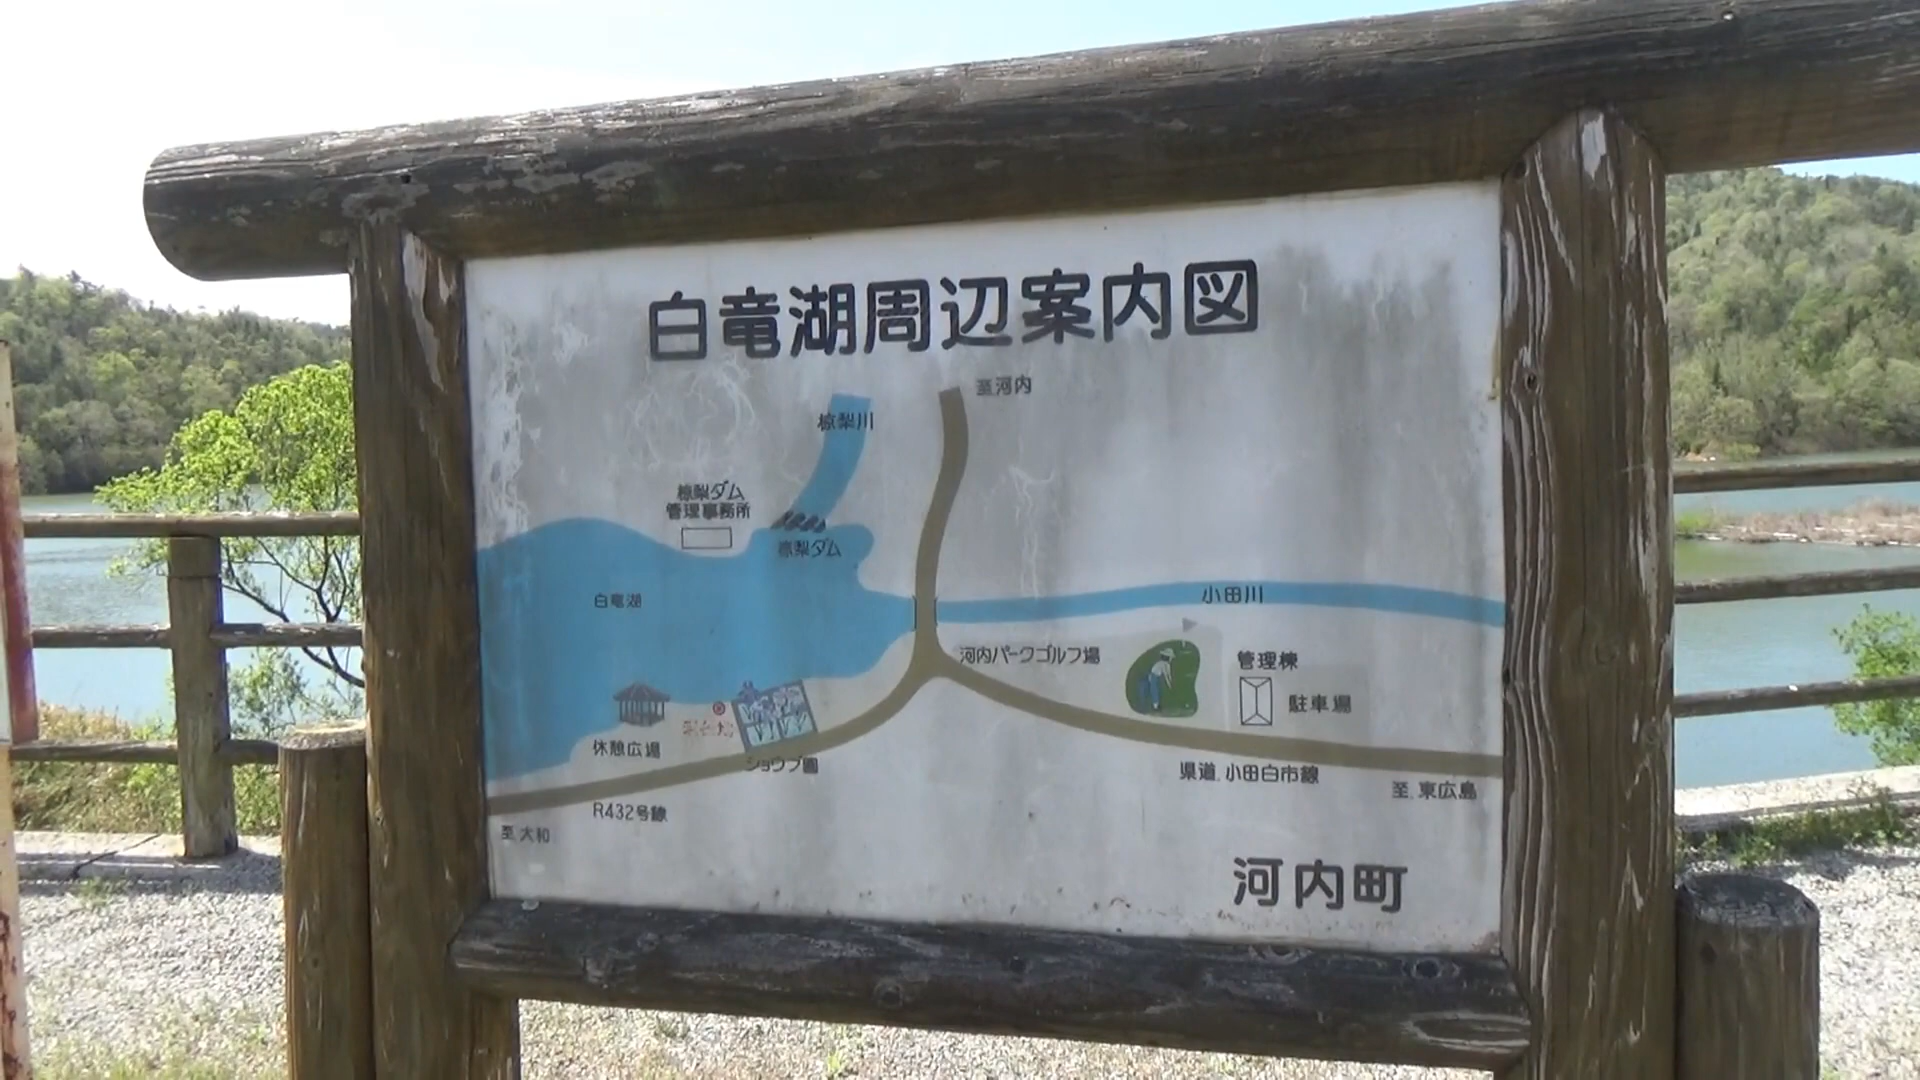 白竜湖周辺案内図
至河内
椋梨川
椋梨ダム
管理事務所
椋梨ダム
白竜湖
小田川
河内パークゴルフ場
管理棟
駐車場
休憩広場
ショウブ園
県道 小田白市線
至 東広島
R432号線
至 大和
河内町